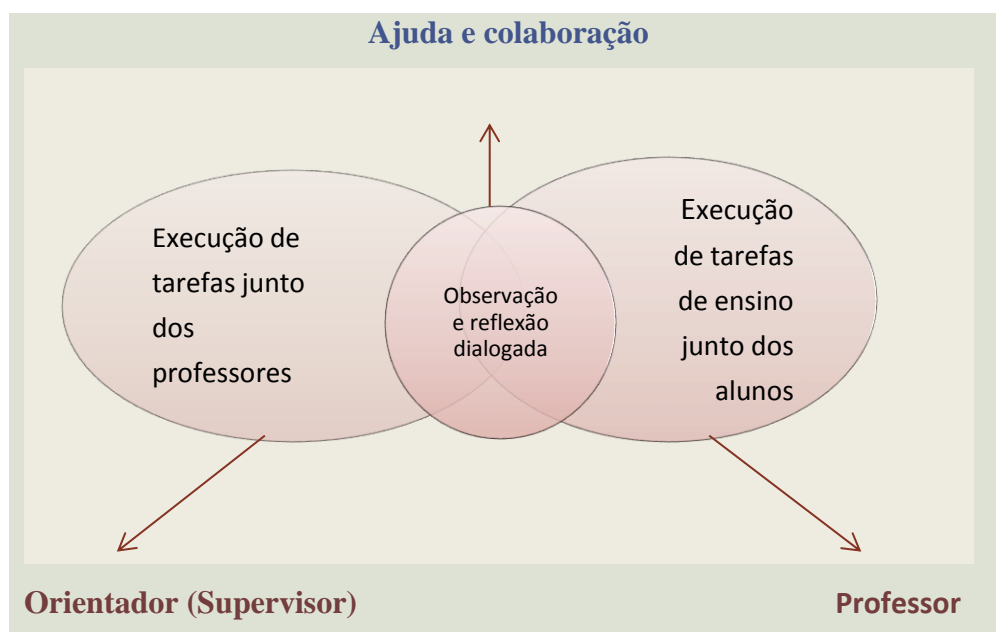 Ajuda e colaboração
Execução de
tarefas junto
dos
professores
Observação
e reflexão
dialogada
Execução
de tarefas
de ensino
junto dos
alunos
Orientador (Supervisor)
Professor